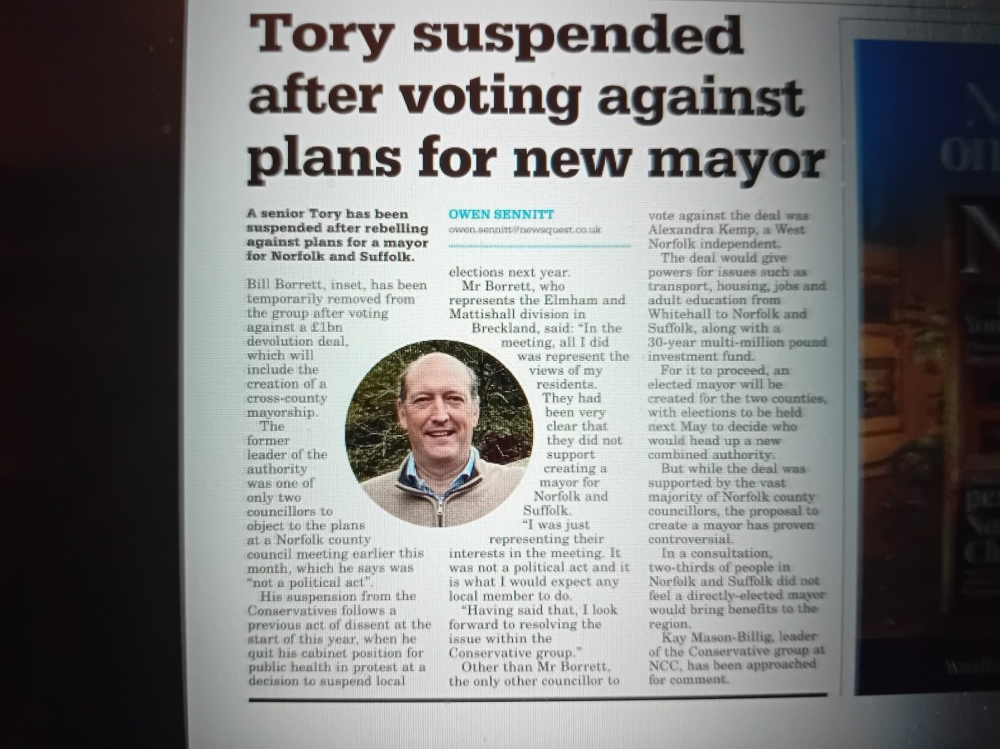 Tory suspended
after voting against
plans for new mayor
A senior Tory has been
suspended after rebelling
against plans for a mayor
for Norfolk and Suffolk.
Bill Borrett, inset, has been
temporarily removed from
the group after voting
against a £1bn
devolution deal,
which will
include the
creation of a
cross-county
mayorship.
The
former
leader of the
authority
was one of
only two
councillors to
object to the plans
at a Norfolk county
council meeting earlier this
month, which he says was
"not a political act".
His suspension from the
Conservatives follows a
previous act of dissent at the
start of this year, when he
quit his cabinet position for
public health in protest at a
decision to suspend local
OWEN SENNITT
owen.sennitt@newsquest.co.uk
elections next year.
Mr Borrett, who
represents the Elmham and
Mattishall division in
Breckland, said: "In the
meeting, all I did
was represent the
views of my
residents.
They had
been very
clear that
they did not
support
creating a
mayor for
Norfolk and
Suffolk.
"I was just
representing their
interests in the meeting. It
was not a political act and it
is what I would expect any
local member to do.
"Having said that, I look
forward to resolving the
issue within the
Conservative group."
Other than Mr Borrett,
the only other councillor to
vote against the deal was
Alexandra Kemp, a West
Norfolk independent.
The deal would give
powers for issues such as
transport, housing, jobs and
adult education from
Whitehall to Norfolk and
Suffolk, along with a
30-year multi-million pound
investment fund.
For it to proceed, an
elected mayor will be
created for the two counties,
with elections to be held
next May to decide who
would head up a new
combined authority.
But while the deal was
supported by the vast
majority of Norfolk county
councillors, the proposal to
create a mayor has proven
controversial.
In a consultation,
two-thirds of people in
Norfolk and Suffolk did not
feel a directly-elected mayor
would bring benefits to the
region.
Kay Mason-Billig, leader
of the Conservative group at
NCC, has been approached
for comment.